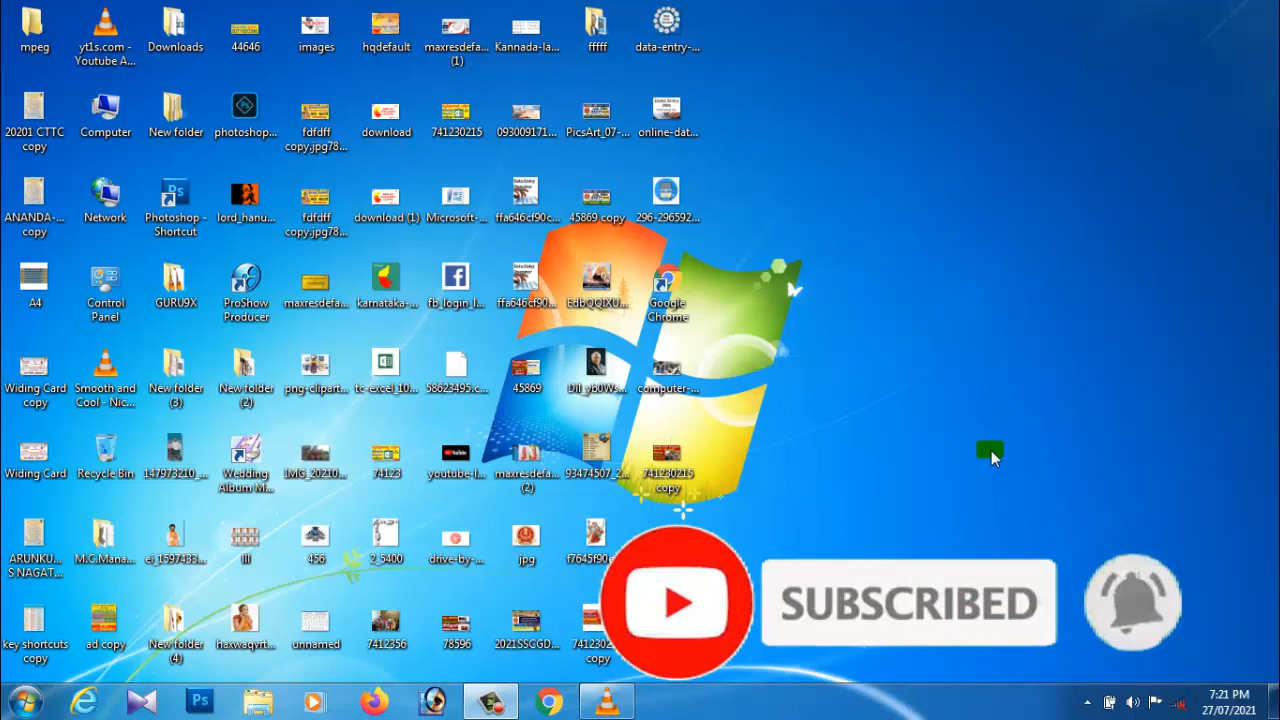 mpeg
yt1s.com -
Youtube A...
Downloads
44646
images
hqdefault
maxresdefa...
(1)
Kannada-la...
fffff
data-entry-...
20201 CTTC
copy
Computer
New folder
photoshop...
fdfdff
copy.jpg78...
download
741230215
093009171...
PicsArt_07-...
online-dat...
ANANDA-...
copy
Network
Photoshop -
Shortcut
lord_hanu...
fdfdff
copy.jpg78...
download (1)
Microsoft-...
ffa646cf90c...
45869 copy
296-296592...
A4
Control
Panel
GURU9X
ProShow
Producer
maxresdefa...
karnataka-...
fb_login_l...
ffa646cf90...
EdbQQIXU...
Google
Chrome
Widing Card
copy
Smooth and
Cool - Nic...
New folder
(3)
New folder
(2)
png-clipart...
tc-excel_10...
58623495.c...
45869
computer-...
Widing Card
Recycle Bin
147973210_...
Wedding
Album M...
IMG_20210...
74123
youtube-l...
maxresdefa...
(2)
93474507_2...
741230215
copy
ARUNKU...
S NAGAT...
M.C.Mana...
ei_1597433...
456
2_5400
drive-by-...
jpg
key shortcuts
copy
ad copy
New folder
(4)
haxwaqvrt...
unnamed
7412356
78596
2021SSCGD...
copy
SUBSCRIBED
7:21 PM
27/07/2021